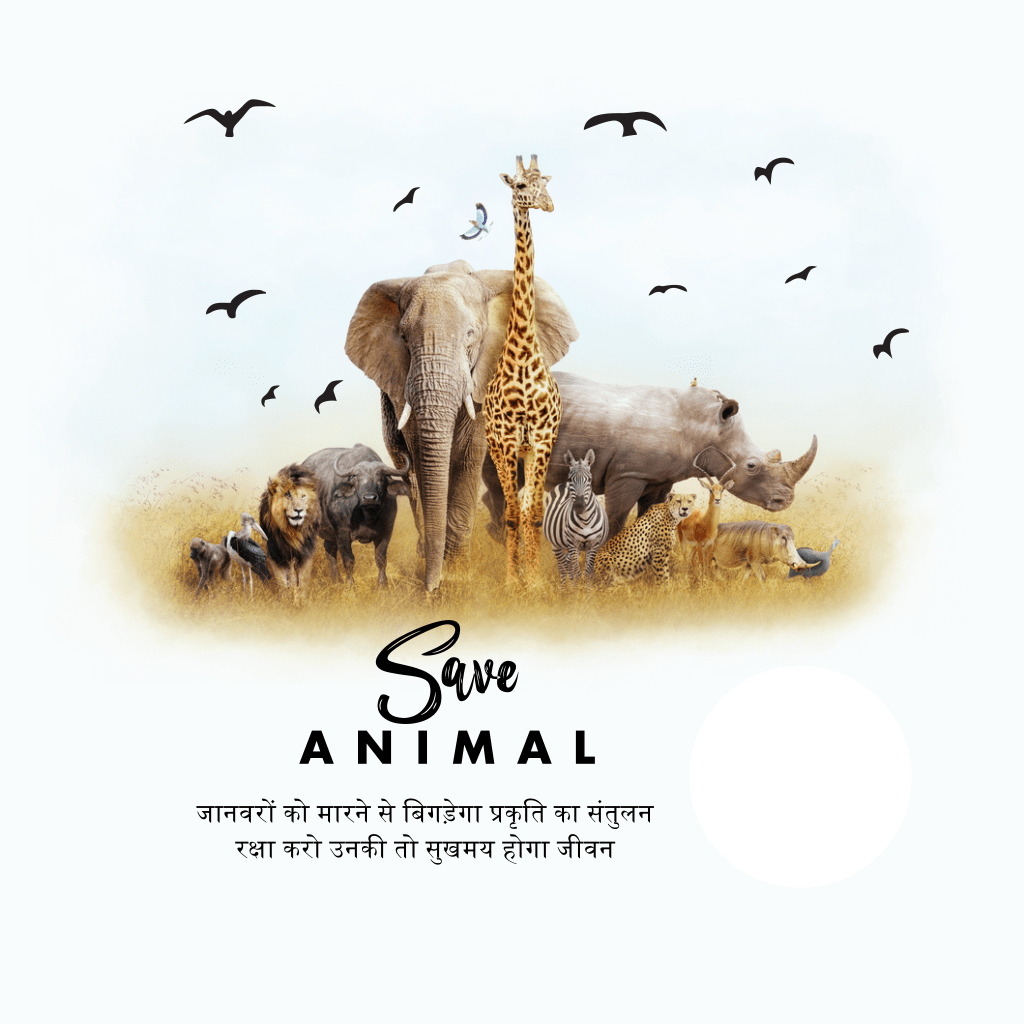 Save
ANIMAL
जानवरों को मारने से बिगड़ेगा प्रकृति का संतुलन
रक्षा करो उनकी तो सुखमय होगा जीवन